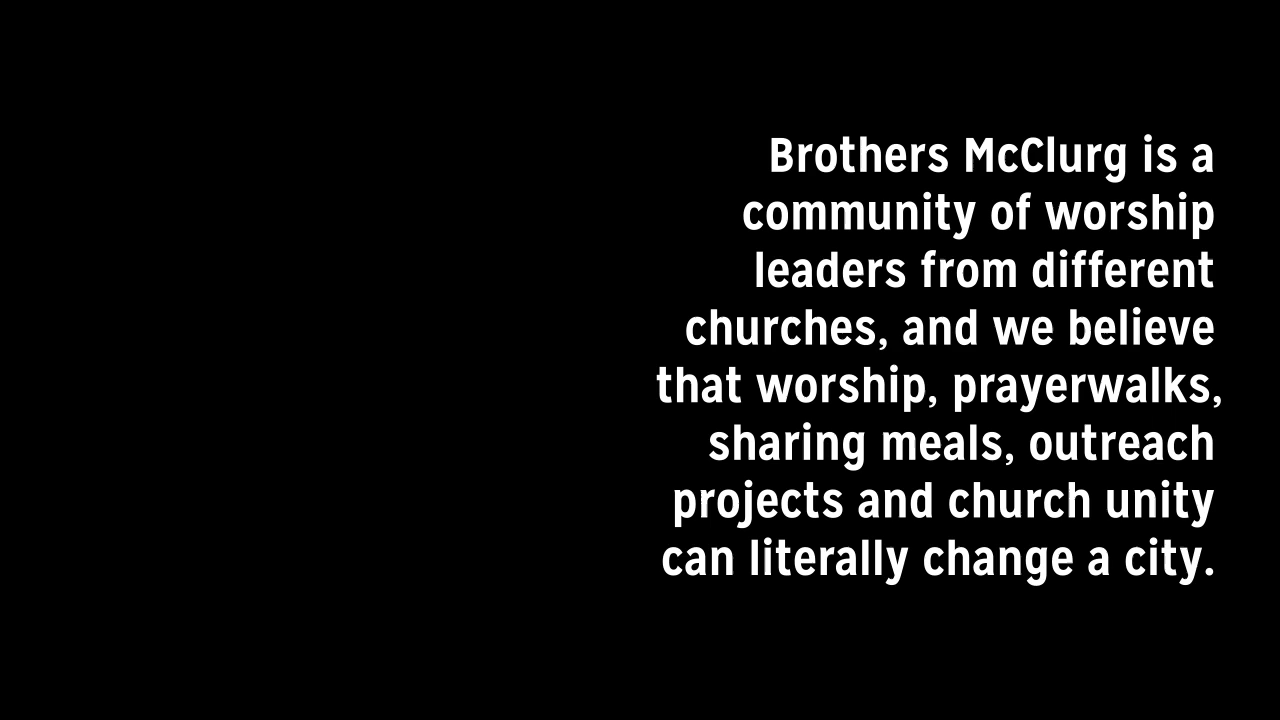 Brothers McClurg is a
community of worship
leaders from different
churches, and we believe
that worship, prayerwalks,
sharing meals, outreach
projects and church unity
can literally change a city.